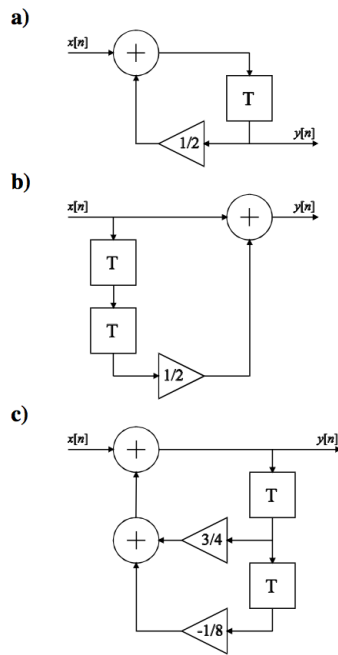 a)
x[n]
+
T
1/2
y[n]
b)
x[n]
+
y[n]
T
T
1/2
c)
x[n]
+
y[n]
T
+
3/4
T
-1/8